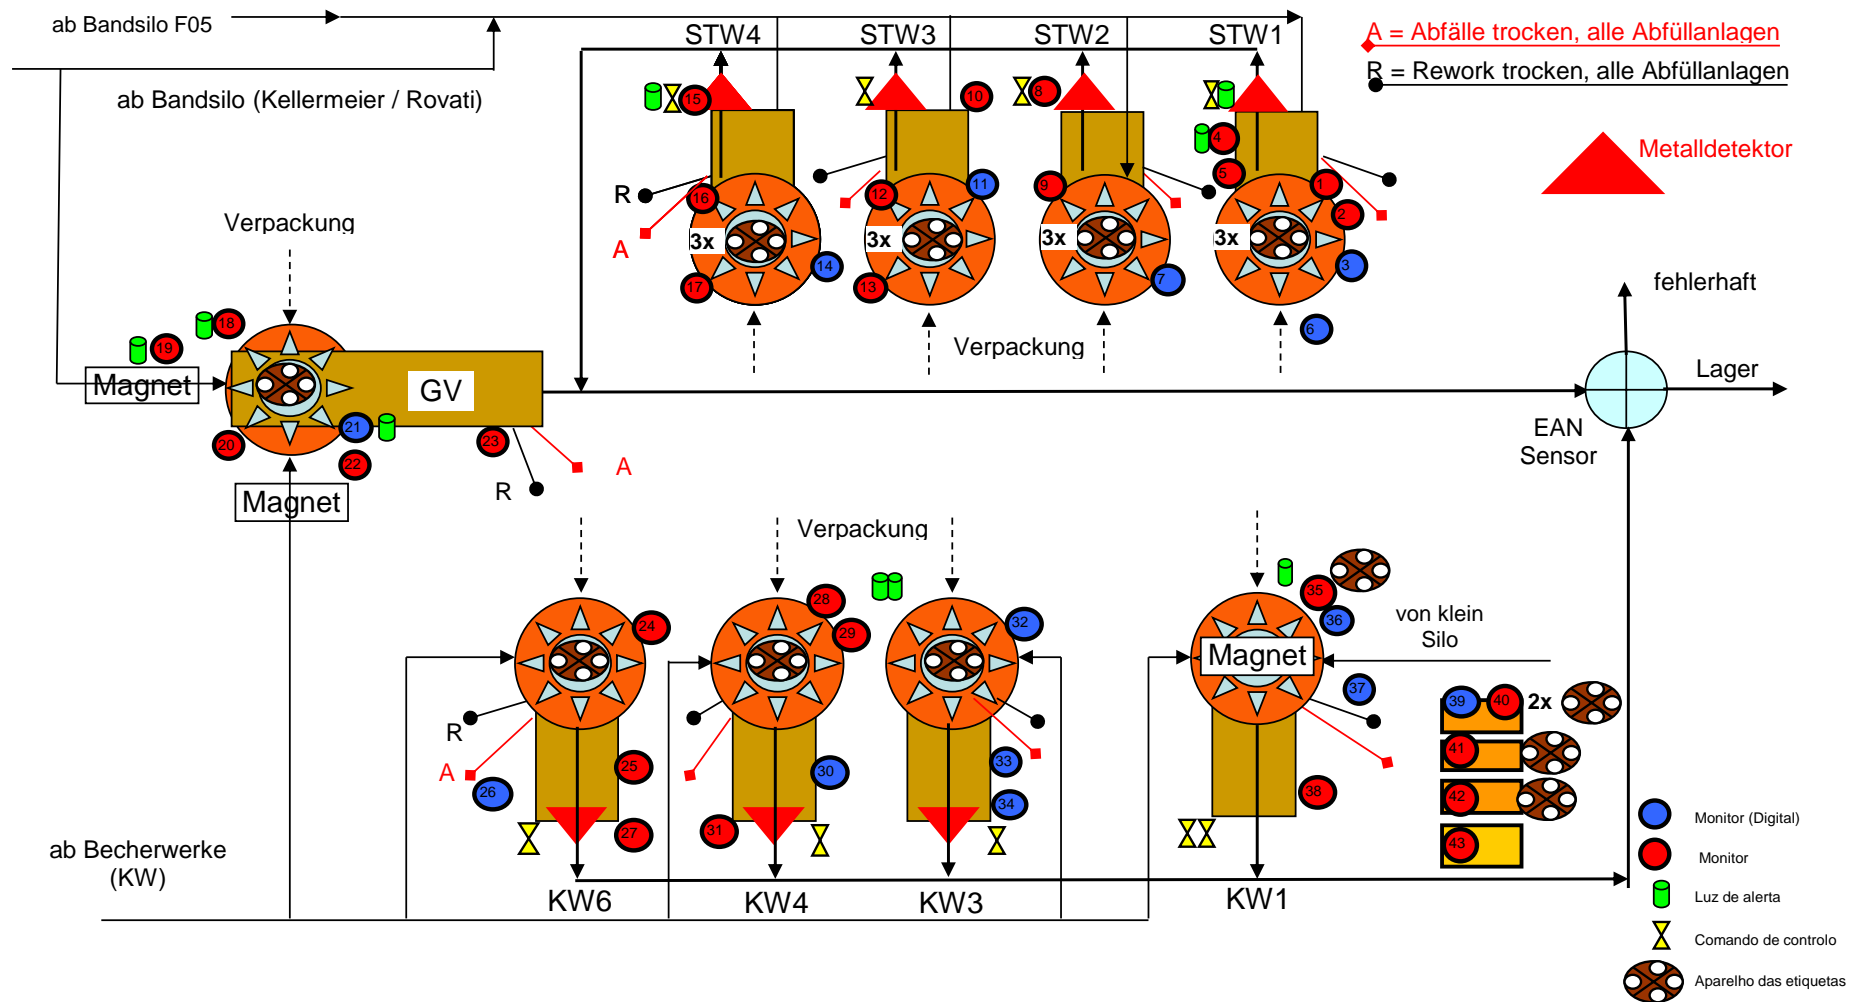 ab Bandsilo F05
ab Bandsilo (Kellermeier / Rovati)
STW4
STW3
STW2
STW1
A = Abfälle trocken, alle Abfüllanlagen
R = Rework trocken, alle Abfüllanlagen
Metalldetektor
15
10
8
4
5
R
16
12
11
9
1
2
A
3x
3x
3x
3x
14
3
17
13
7
6
Verpackung
Verpackung
fehlerhaft
Lager
EAN
Sensor
18
19
Magnet
GV
21
20
22
23
A
R
Magnet
Verpackung
24
28
29
32
35
36
Magnet
von klein
Silo
37
R
A
26
25
27
30
31
33
34
38
39
40
2x
41
42
43
ab Becherwerke
(KW)
KW6
KW4
KW3
KW1
Monitor (Digital)
Monitor
Luz de alerta
Comando de controlo
Aparelho das etiquetas